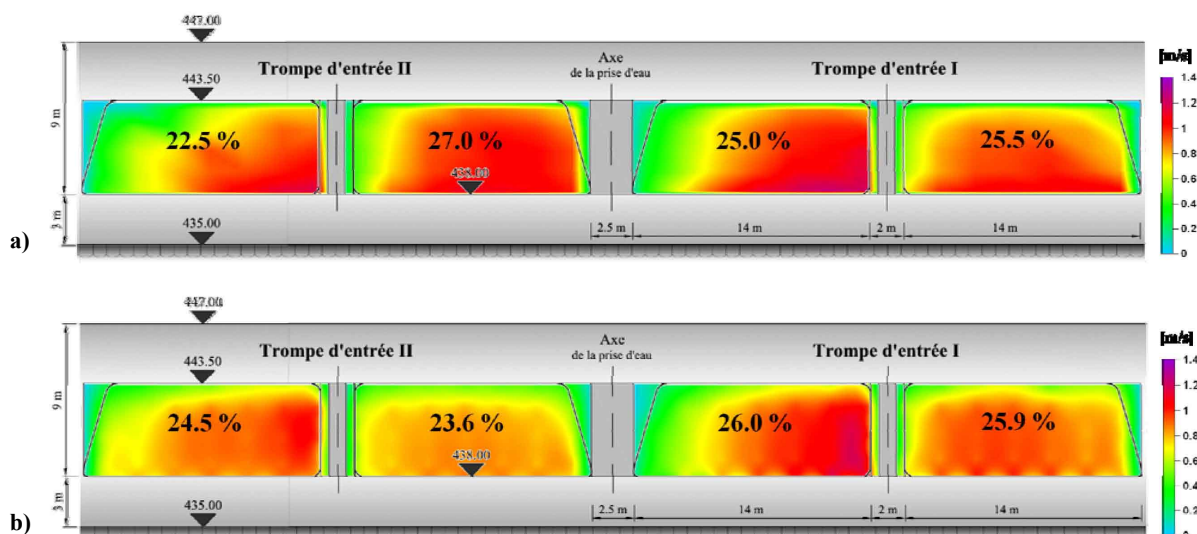 447.00
Axe
[m/s]
Trompe d'entrée II
de la prise d'eau
Trompe d'entrée I
443.50
1.4
1.2
1
0.8
0.6
0.4
0.2
0
9 m
22.5 %
27.0 %
25.0 %
25.5 %
438.00
3 m
435.00
2.5 m
14 m
2 m
14 m
a)
447.00
Axe
[m/s]
Trompe d'entrée II
de la prise d'eau
Trompe d'entrée I
443.50
1.4
1.2
1
0.8
0.6
0.4
0.2
0
9 m
24.5 %
23.6 %
26.0 %
25.9 %
438.00
3 m
435.00
2.5 m
14 m
2 m
14 m
b)